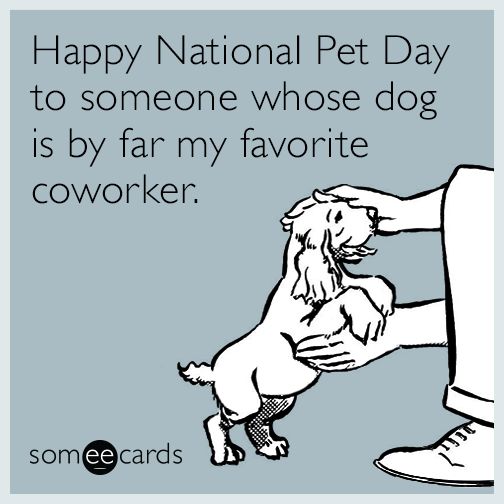 Happy National Pet Day
to someone whose dog
is by far my favorite
coworker.
someecards